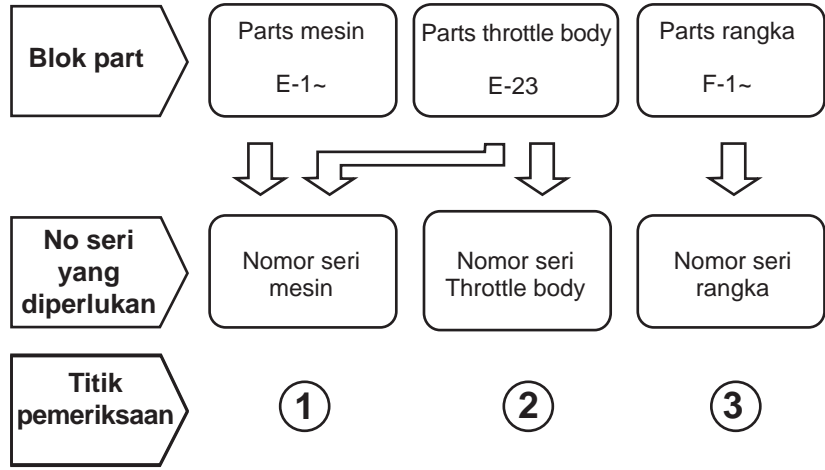 Blok part
Parts mesin
E-1~
Parts throttle body
E-23
Parts rangka
F-1~
No seri
yang
diperlukan
Nomor seri
mesin
Nomor seri
Throttle body
Nomor seri
rangka
Titik
pemeriksaan
1
2
3